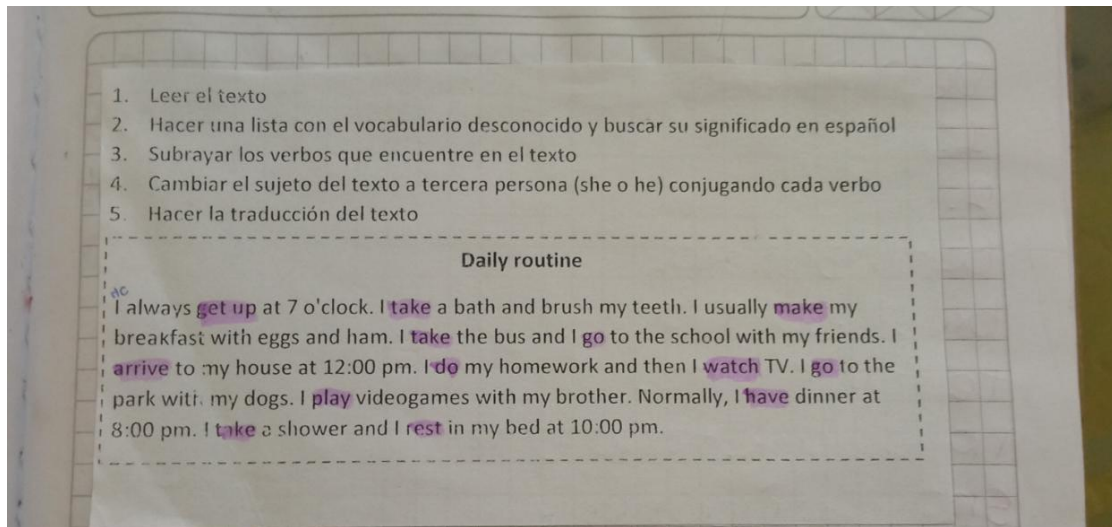 1. Leer el texto
2. Hacer una lista con el vocabulario desconocido y buscar su significado en español
3. Subrayar los verbos que encuentre en el texto
4. Cambiar el sujeto del texto a tercera persona (she o he) conjugando cada verbo
5. Hacer la traducción del texto
Daily routine
I always get up at 7 o'clock. I take a bath and brush my teeth. I usually make my
breakfast with eggs and ham. I take the bus and I go to the school with my friends. I
arrive to my house at 12:00 pm. I do my homework and then I watch TV. I go to the
park with my dogs. I play videogames with my brother. Normally, I have dinner at
8:00 pm. I take a shower and I rest in my bed at 10:00 pm.